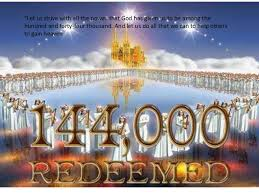 "Let us strive with all the power that God has given us to be among the
hundred and forty-four thousand. And let us do all that we can to help others
to gain heaven
144,000
REDEEMED